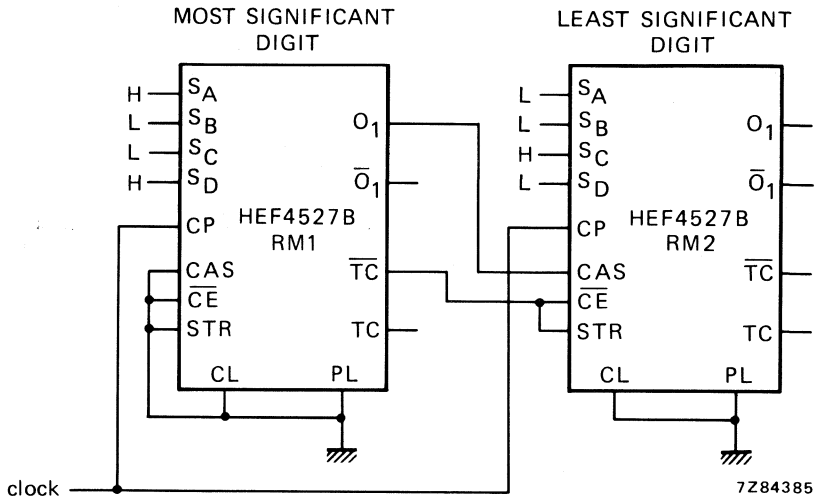 MOST SIGNIFICANT
DIGIT
H
SA
L
SB
L
SC
H
SD
CP
CAS
CE
STR
CL
PL
O1
O1
HEF4527B
RM1
TC
TC
LEAST SIGNIFICANT
DIGIT
L
SA
L
SB
H
SC
L
SD
CP
CAS
CE
STR
CL
PL
O1
O1
HEF4527B
RM2
TC
TC
clock
7Z84385